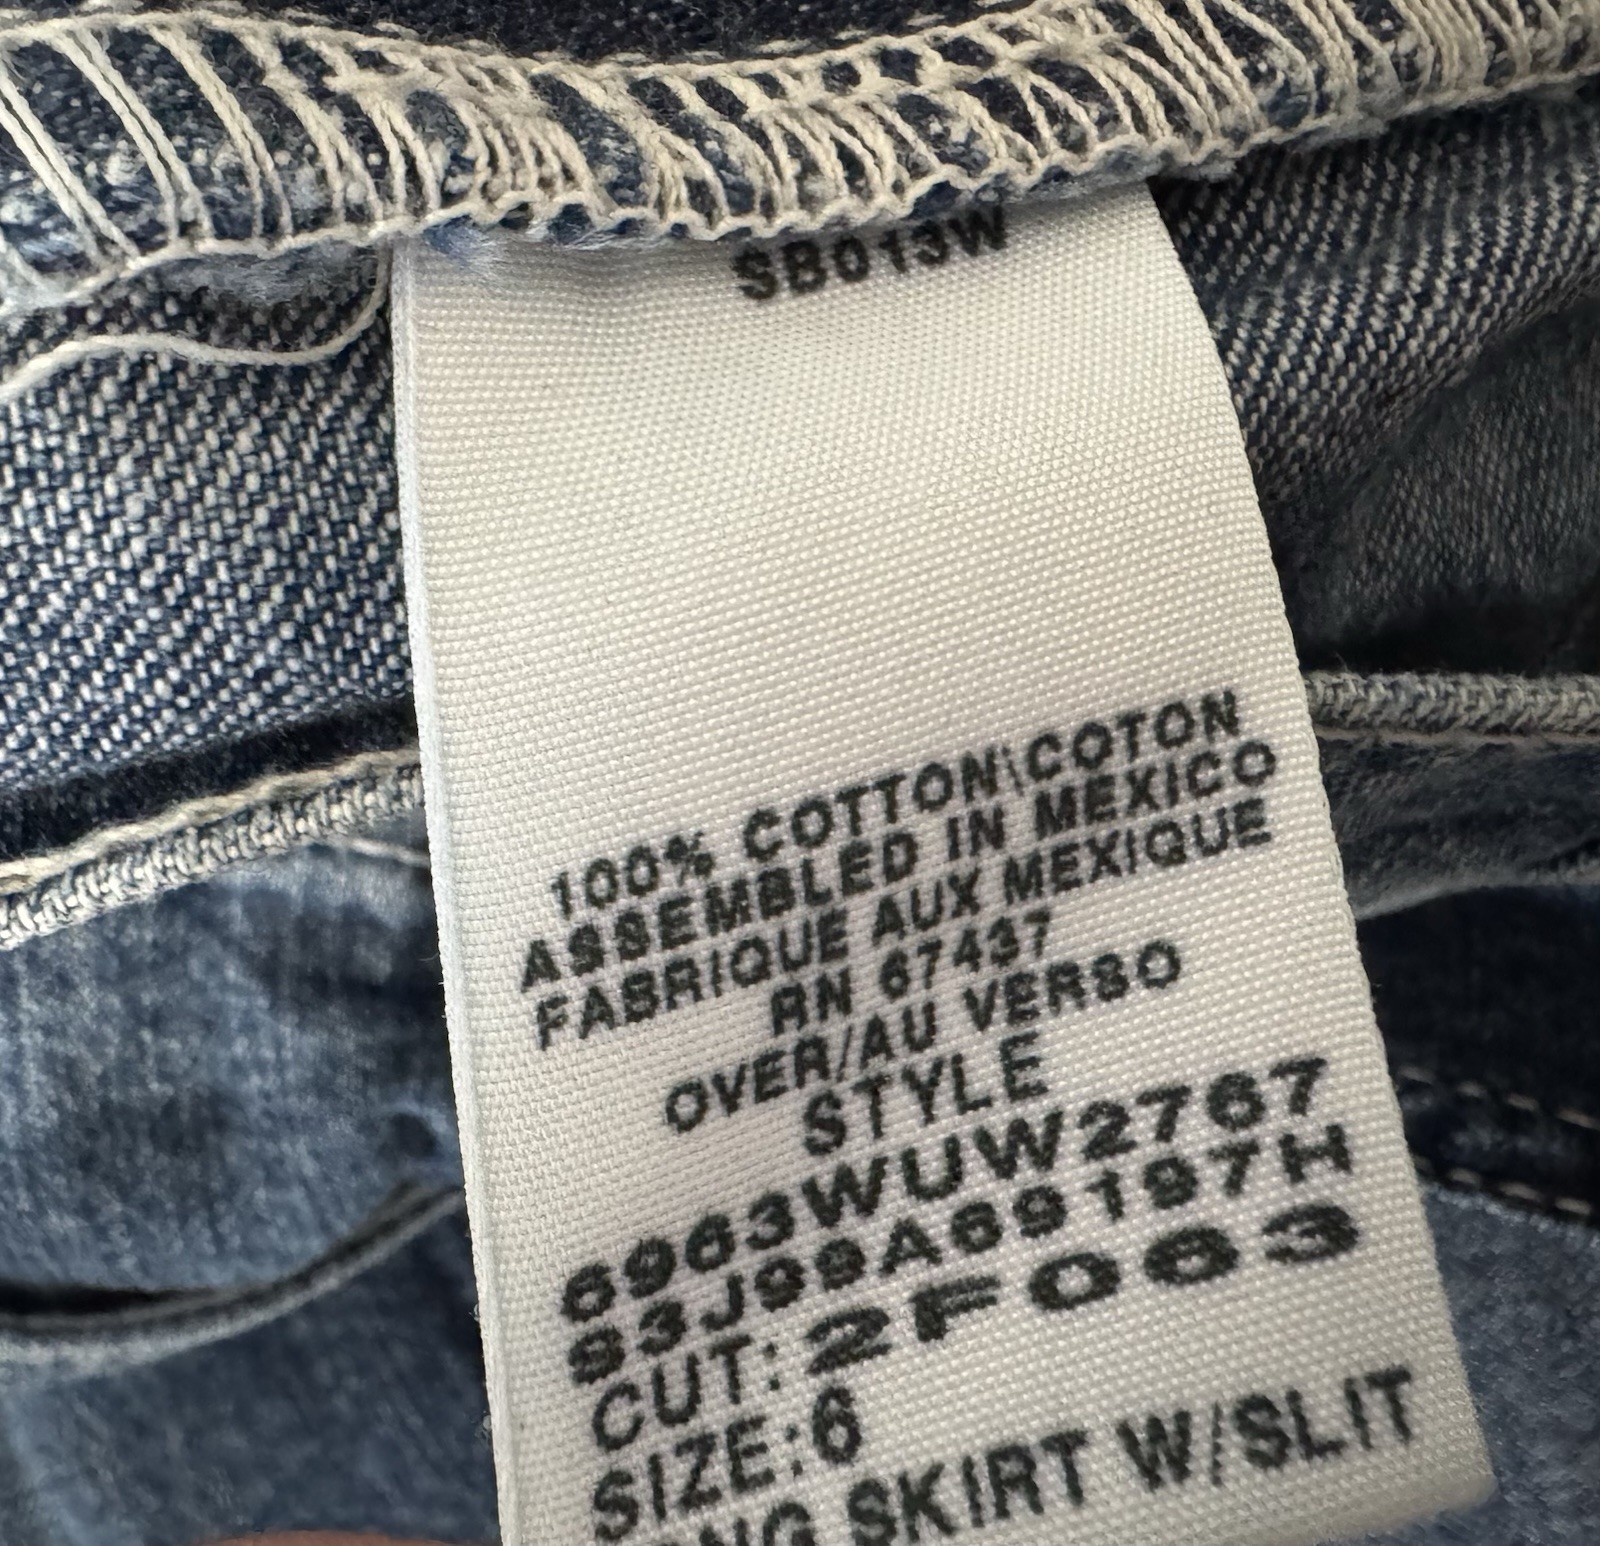 SB013W
100% COTTON\COTON
ASSEMBLED IN MEXICO
FABRIQUE AUX MEXIQUE
RN 67437
OVER/AU VERSO
STYLE
6963WUW2767
83J99A69197H
CUT: 2F063
SIZE:6
SKIRT W/SLIT